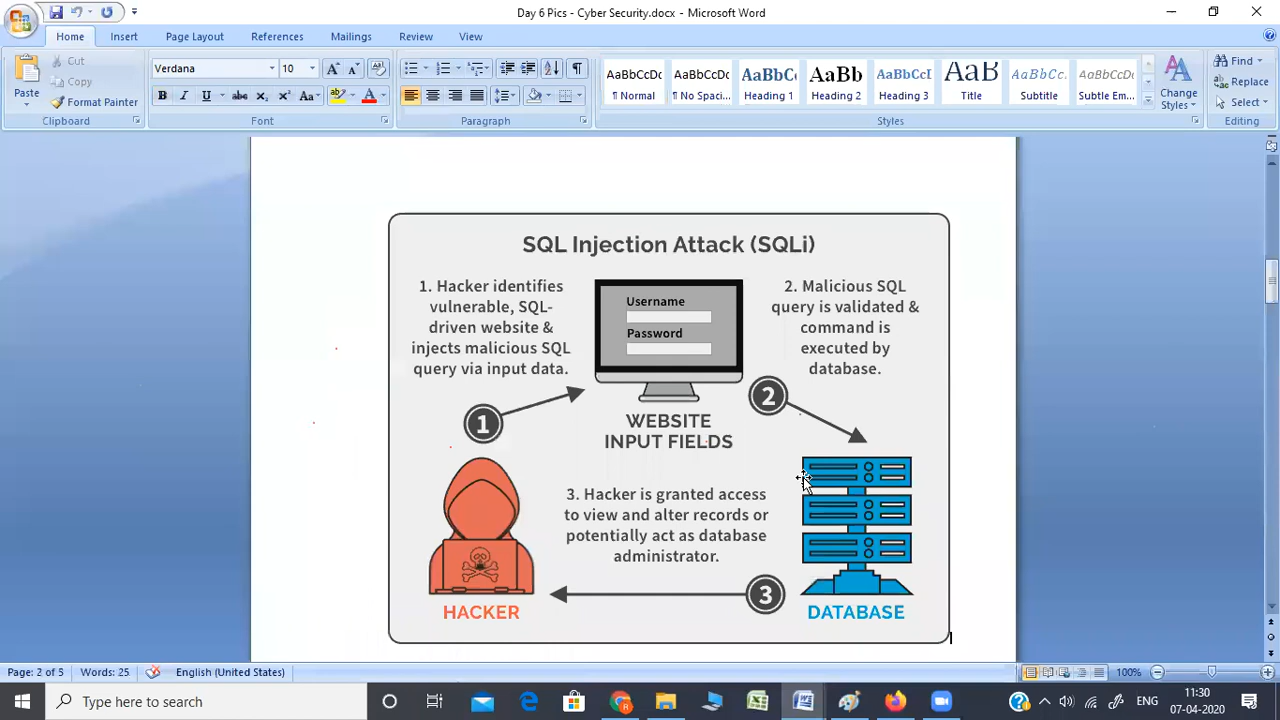 Day 6 Pics - Cyber Security.docx - Microsoft Word
Home Insert Page Layout References Mailings Review View
Paste
Cut
Copy
Format Painter
Clipboard
Verdana 10
Font
Paragraph
AaBbCcDc AaBbCcDc AaBbCc AaBb AaBbCcI AaB AaBbCc. AaBbCcDc
¶ Normal ¶ No Spaci... Heading 1 Heading 2 Heading 3 Title Subtitle Subtle Em...
Change
Styles
Styles
Find
Replace
Select
Editing
SQL Injection Attack (SQLi)
1. Hacker identifies
vulnerable, SQL-
driven website &
injects malicious SQL
query via input data.
Username
Password
2. Malicious SQL
query is validated &
command is
executed by
database.
1
2
WEBSITE
INPUT FIELDS
3. Hacker is granted access
to view and alter records or
potentially act as database
administrator.
3
HACKER
DATABASE
Page: 2 of 5 Words: 25 English (United States) 100%
Type here to search
ENG
11:30
07-04-2020